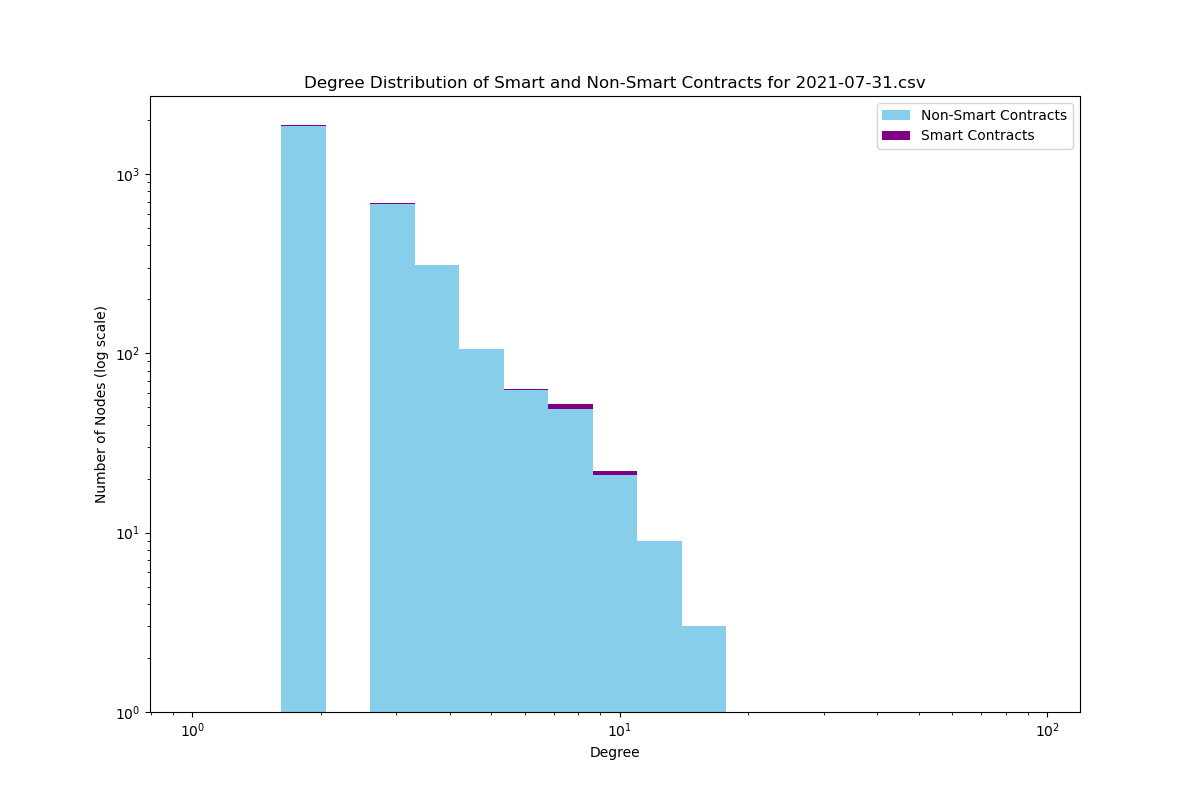 Degree Distribution of Smart and Non-Smart Contracts for 2021-07-31.csv
Non-Smart Contracts
Smart Contracts
Number of Nodes (log scale)
10³
10²
10¹
10⁰
10⁰ 10¹ 10²
Degree